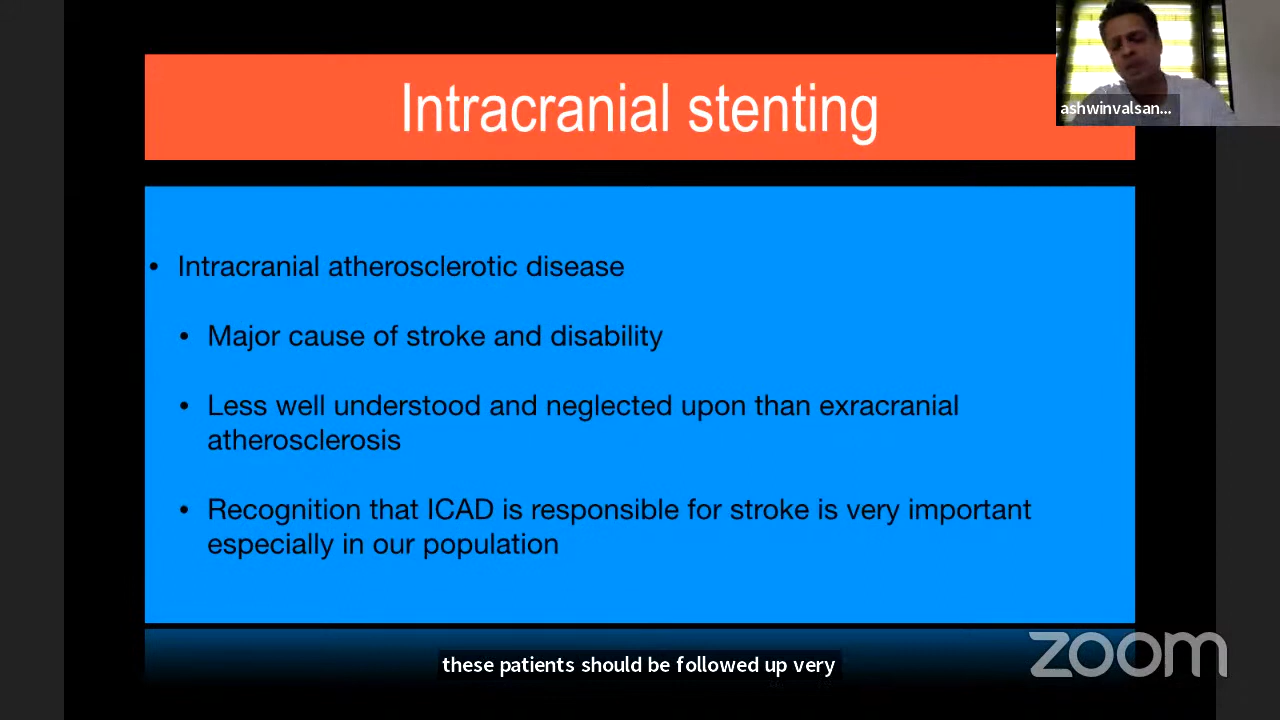 Intracranial stenting
ashwinvalsan...
• Intracranial atherosclerotic disease
• Major cause of stroke and disability
• Less well understood and neglected upon than exracranial
atherosclerosis
• Recognition that ICAD is responsible for stroke is very important
especially in our population
these patients should be followed up very
zoom